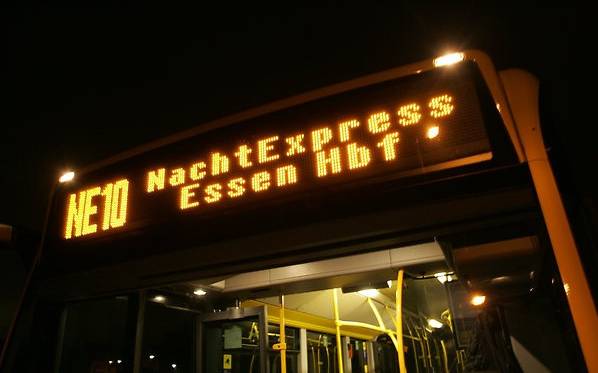 NE10
NachtExpress
Essen Hbf